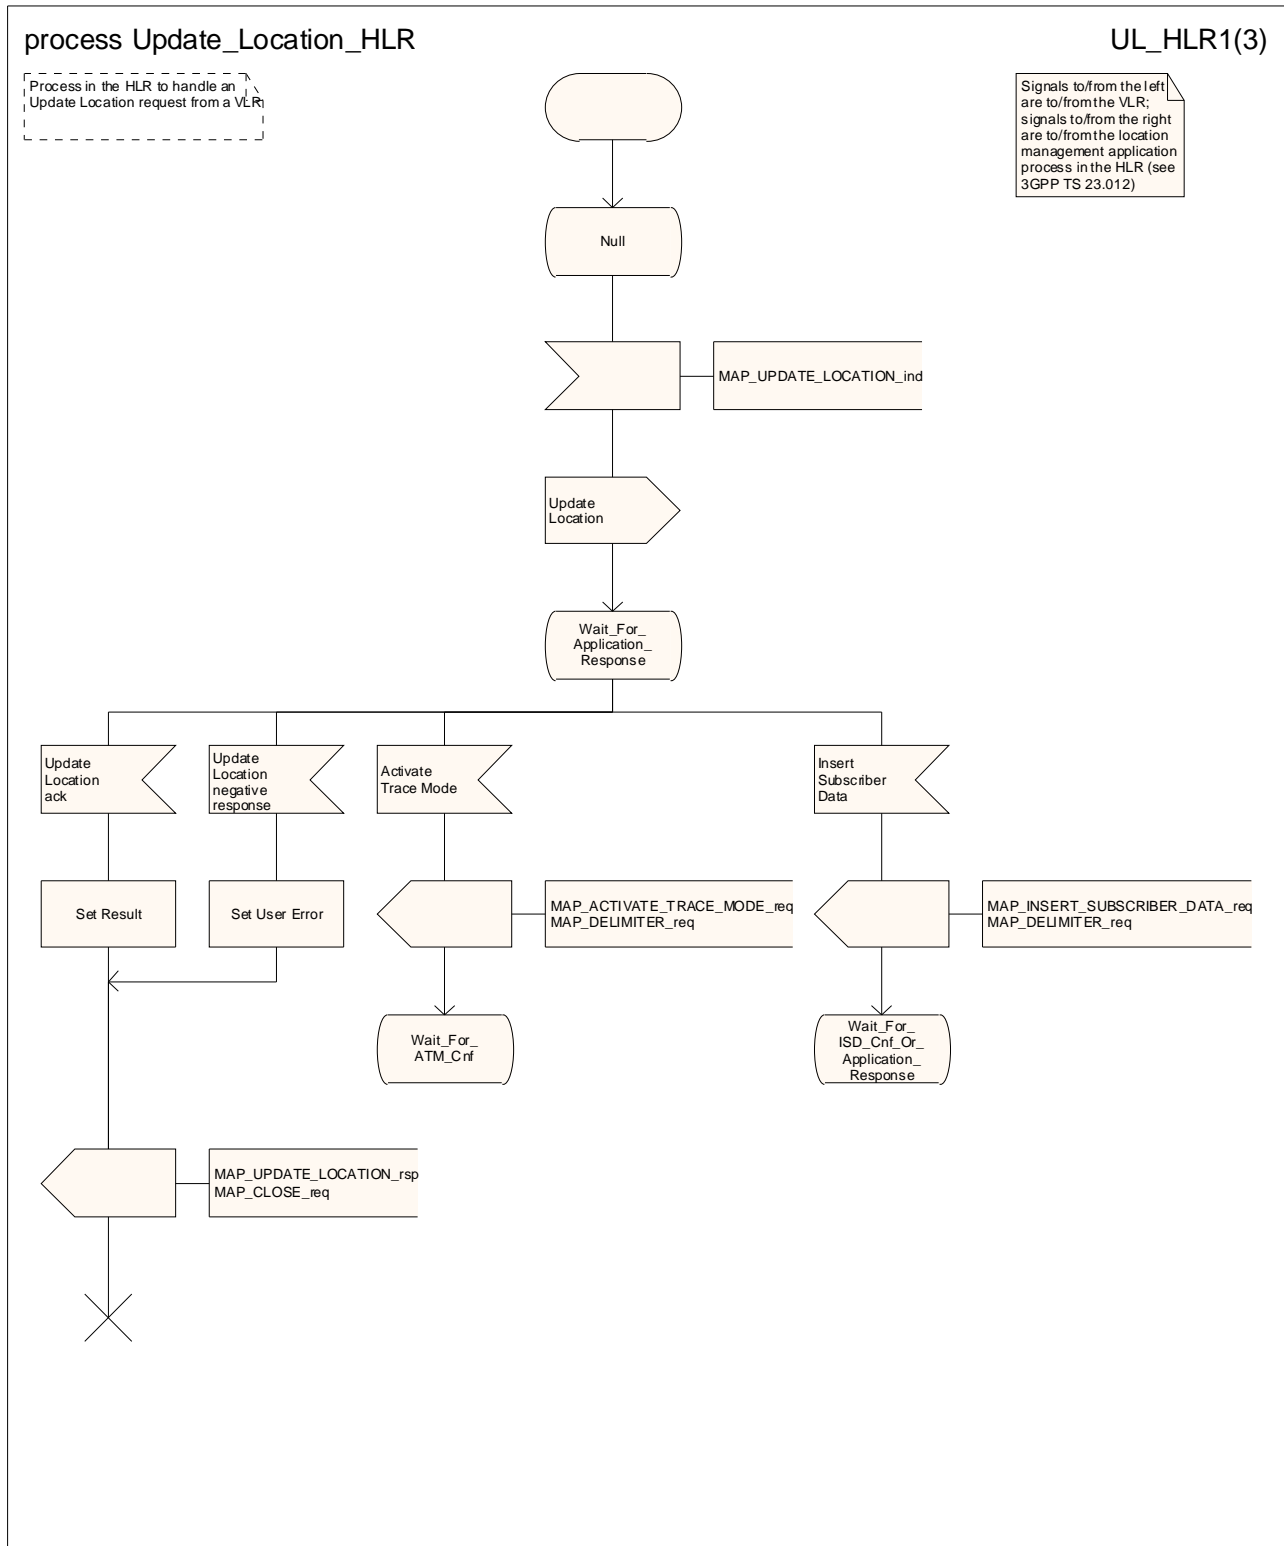 process Update_Location_HLR
UL_HLR1(3)
Process in the HLR to handle an
Update Location request from a VLR
Signals to/from the left
are to/from the VLR;
signals to/from the right
are to/from the location
management application
process in the HLR (see
3GPP TS 23.012)
Null
MAP_UPDATE_LOCATION_ind
Update
Location
Wait_For_
Application_
Response
Update
Location
ack
Update
Location
negative
response
Activate
Trace Mode
Insert
Subscriber
Data
Set Result
Set User Error
MAP_ACTIVATE_TRACE_MODE_req
MAP_DELIMITER_req
MAP_INSERT_SUBSCRIBER_DATA_req
MAP_DELIMITER_req
Wait_For_
ATM_Cnf
Wait_For_
ISD_Cnf_Or_
Application_
Response
MAP_UPDATE_LOCATION_rsp
MAP_CLOSE_req